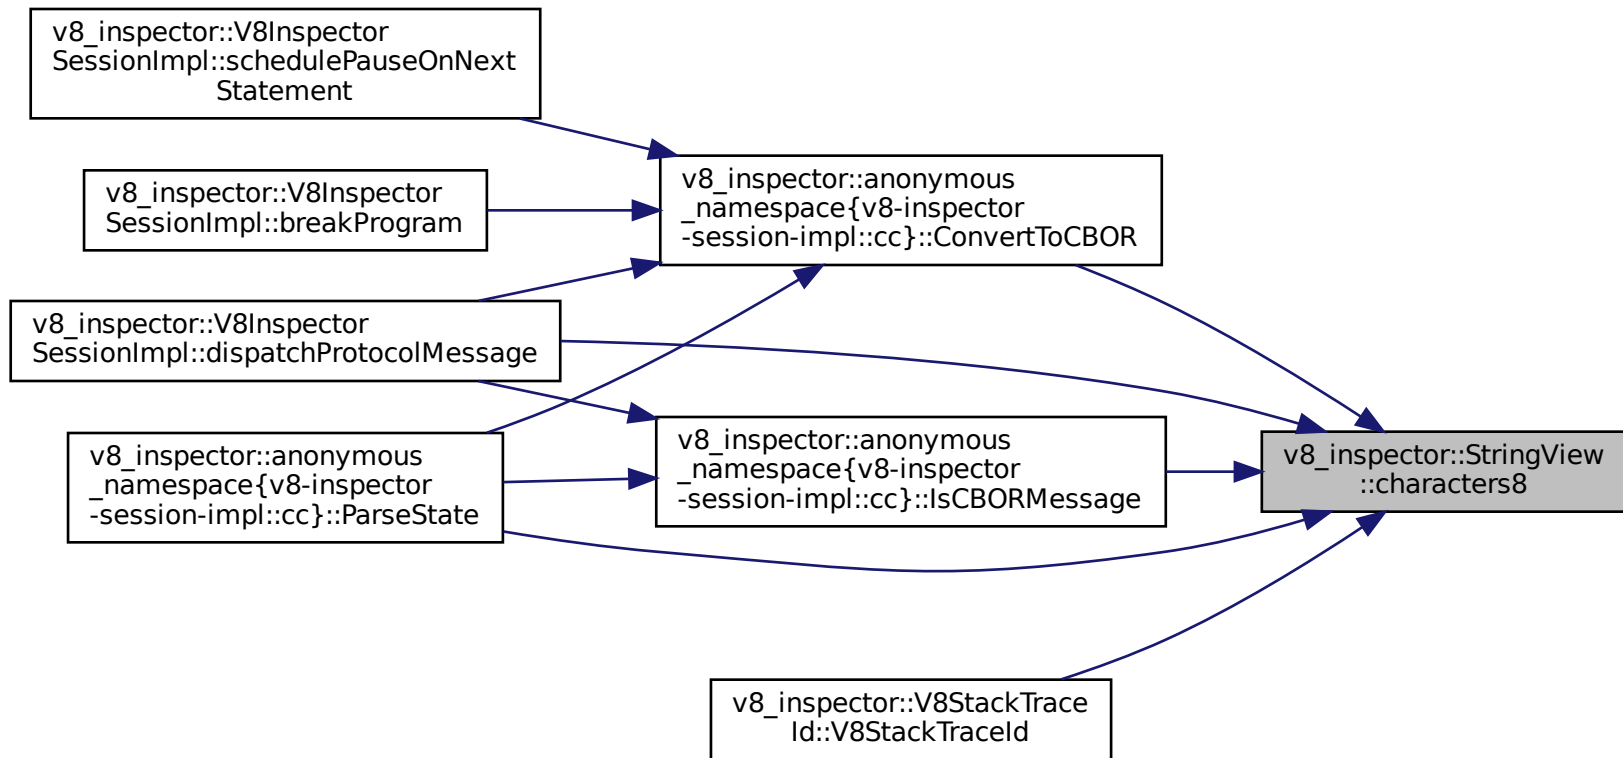 v8_inspector::V8Inspector
SessionImpl::schedulePauseOnNext
Statement
v8_inspector::V8Inspector
SessionImpl::breakProgram
v8_inspector::V8Inspector
SessionImpl::dispatchProtocolMessage
v8_inspector::anonymous
_namespace{v8-inspector
-session-impl::cc}::ParseState
v8_inspector::anonymous
_namespace{v8-inspector
-session-impl::cc}::ConvertToCBOR
v8_inspector::anonymous
_namespace{v8-inspector
-session-impl::cc}::IsCBORMessage
v8_inspector::V8StackTrace
Id::V8StackTraceId
v8_inspector::StringView
::characters8